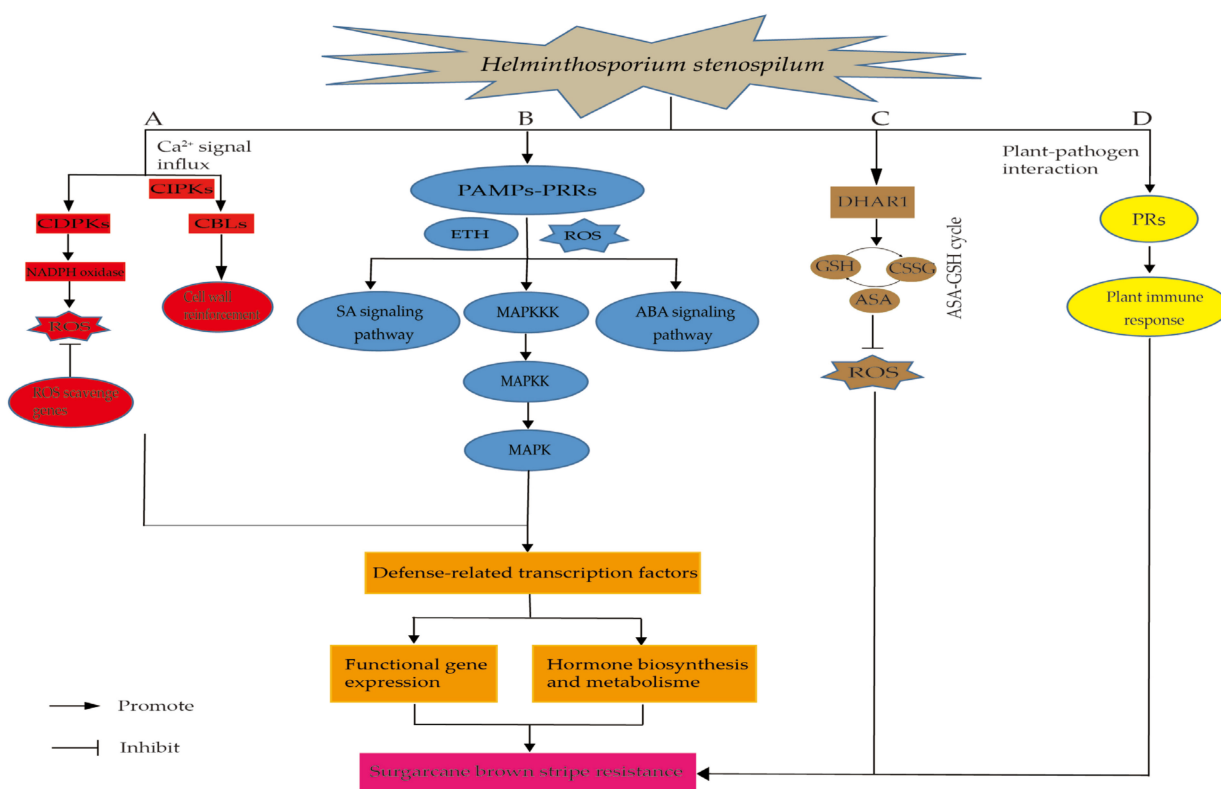 Helminthosporium stenospilum
A
B
C
D
Ca²⁺ signal
influx
CIPKs
CDPKs
CBLs
NADPH oxidase
Cell wall
reinforcement
ROS
ROS scavenge
genes
PAMPs-PRRs
ETH
ROS
SA signaling
pathway
MAPKKK
ABA signaling
pathway
MAPKK
MAPK
DHAR1
GSH
CSSG
ASA
ASA-GSH cycle
ROS
Plant-pathogen
interaction
PRs
Plant immune
response
Defense-related transcription factors
Functional gene
expression
Hormone biosynthesis
and metabolisme
Surgarcane brown stripe resistance
Promote
Inhibit